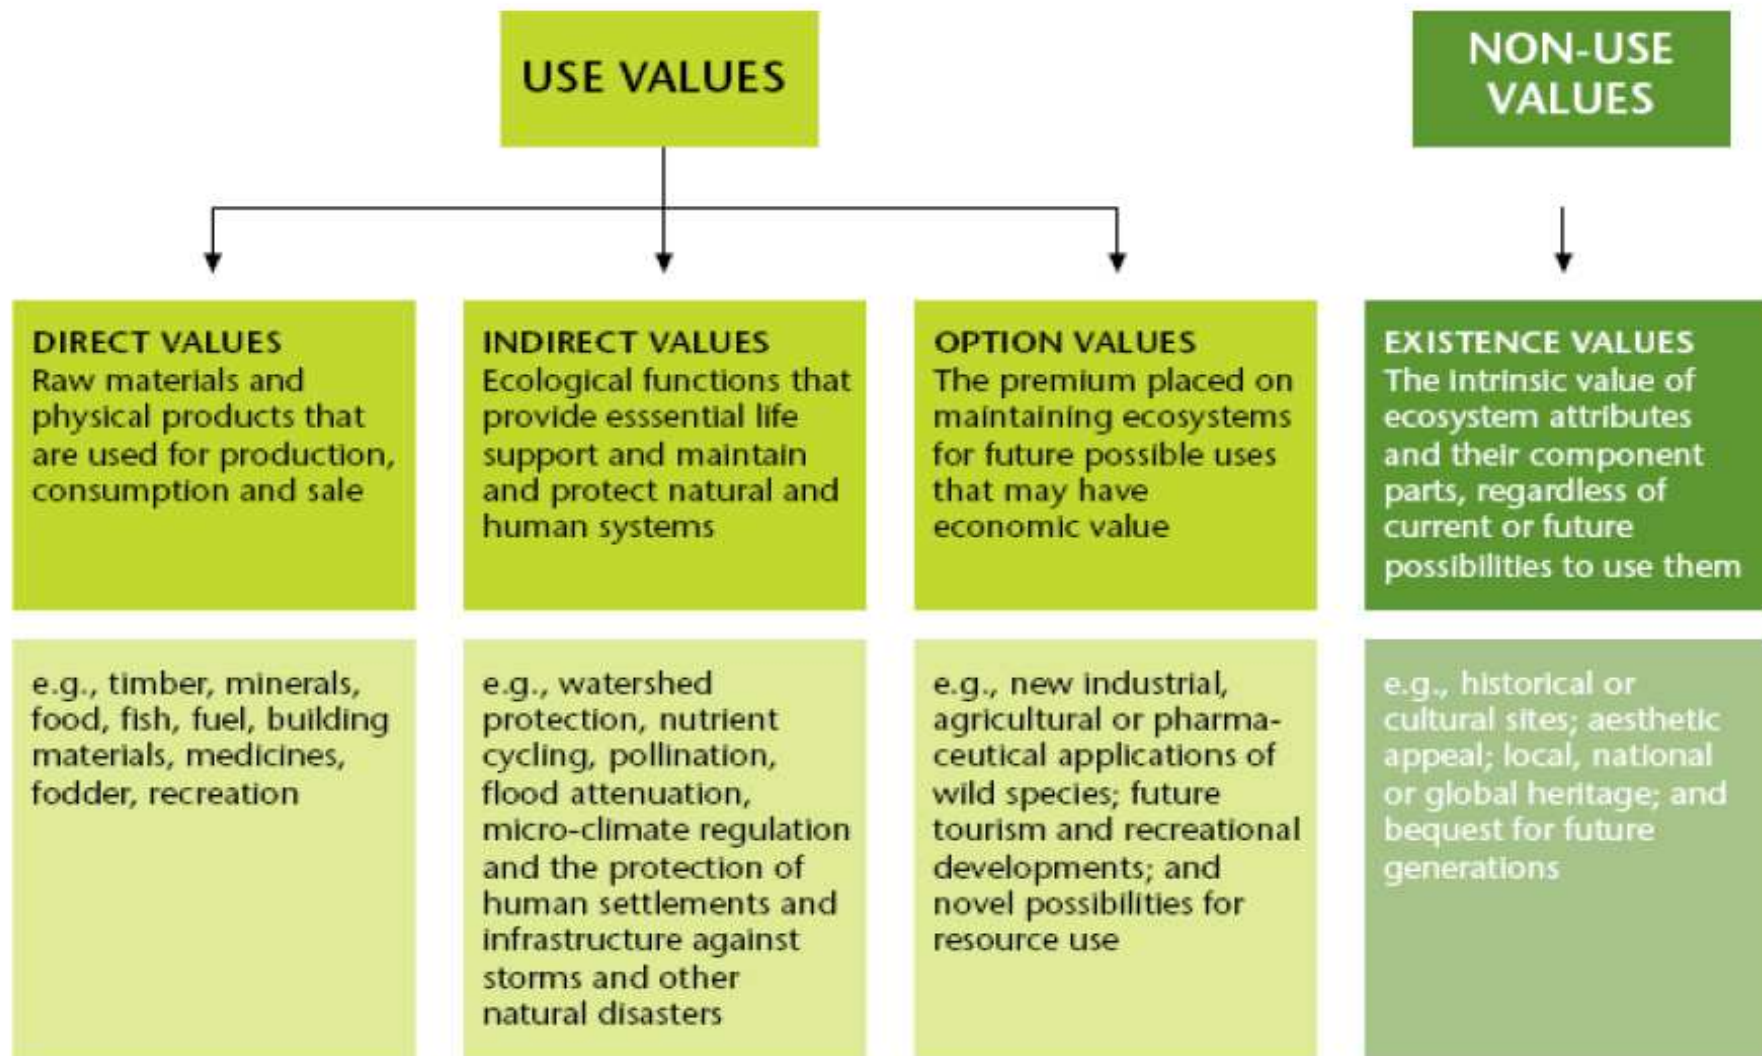 USE VALUES
NON-USE
VALUES
DIRECT VALUES
Raw materials and
physical products that
are used for production,
consumption and sale
INDIRECT VALUES
Ecological functions that
provide esssential life
support and maintain
and protect natural and
human systems
OPTION VALUES
The premium placed on
maintaining ecosystems
for future possible uses
that may have
economic value
EXISTENCE VALUES
The intrinsic value of
ecosystem attributes
and their component
parts, regardless of
current or future
possibilities to use them
e.g., timber, minerals,
food, fish, fuel, building
materials, medicines,
fodder, recreation
e.g., watershed
protection, nutrient
cycling, pollination,
flood attenuation,
micro-climate regulation
and the protection of
human settlements and
infrastructure against
storms and other
natural disasters
e.g., new industrial,
agricultural or pharma-
ceutical applications of
wild species; future
tourism and recreational
developments; and
novel possibilities for
resource use
e.g., historical or
cultural sites; aesthetic
appeal; local, national
or global heritage; and
bequest for future
generations